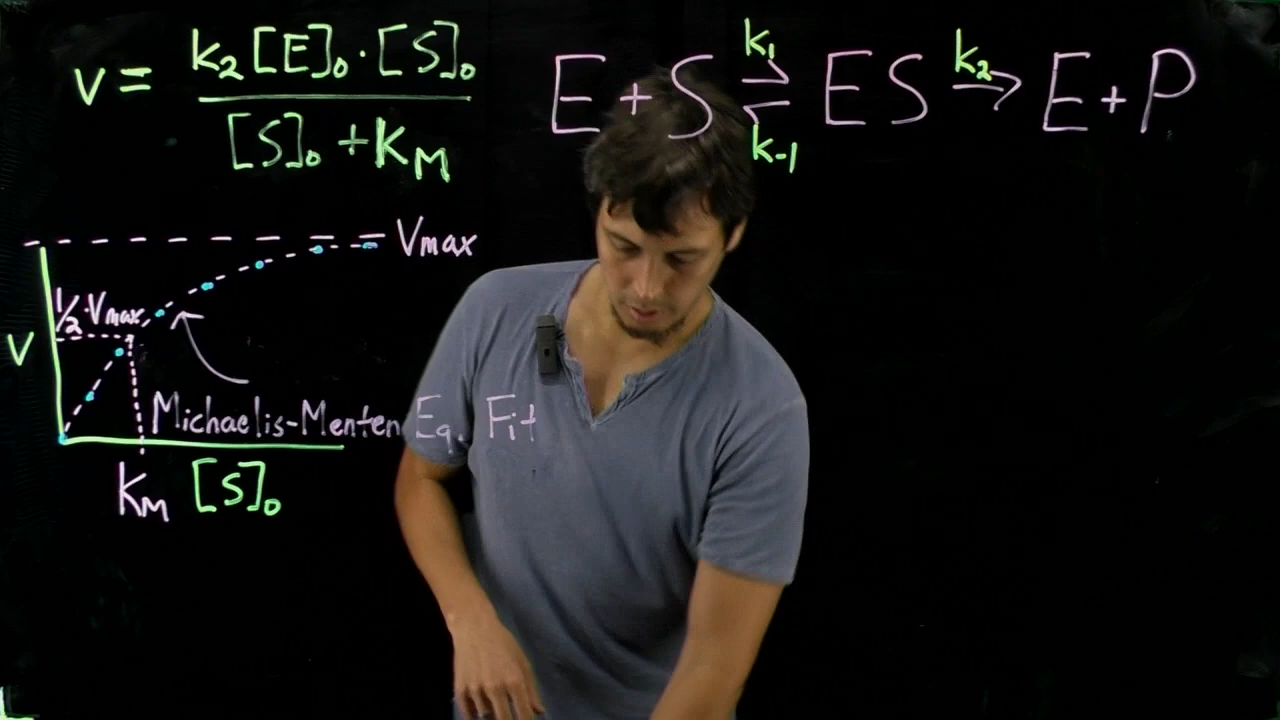 v = k₂[E]₀·[S]₀ / [S]₀ + K_M
E + S ⇌ ES → E + P
k₁
k₋₁
k₂
Vmax
1/2·Vmax
v
Michaelis-Menten Eq. Fit
K_M [S]₀